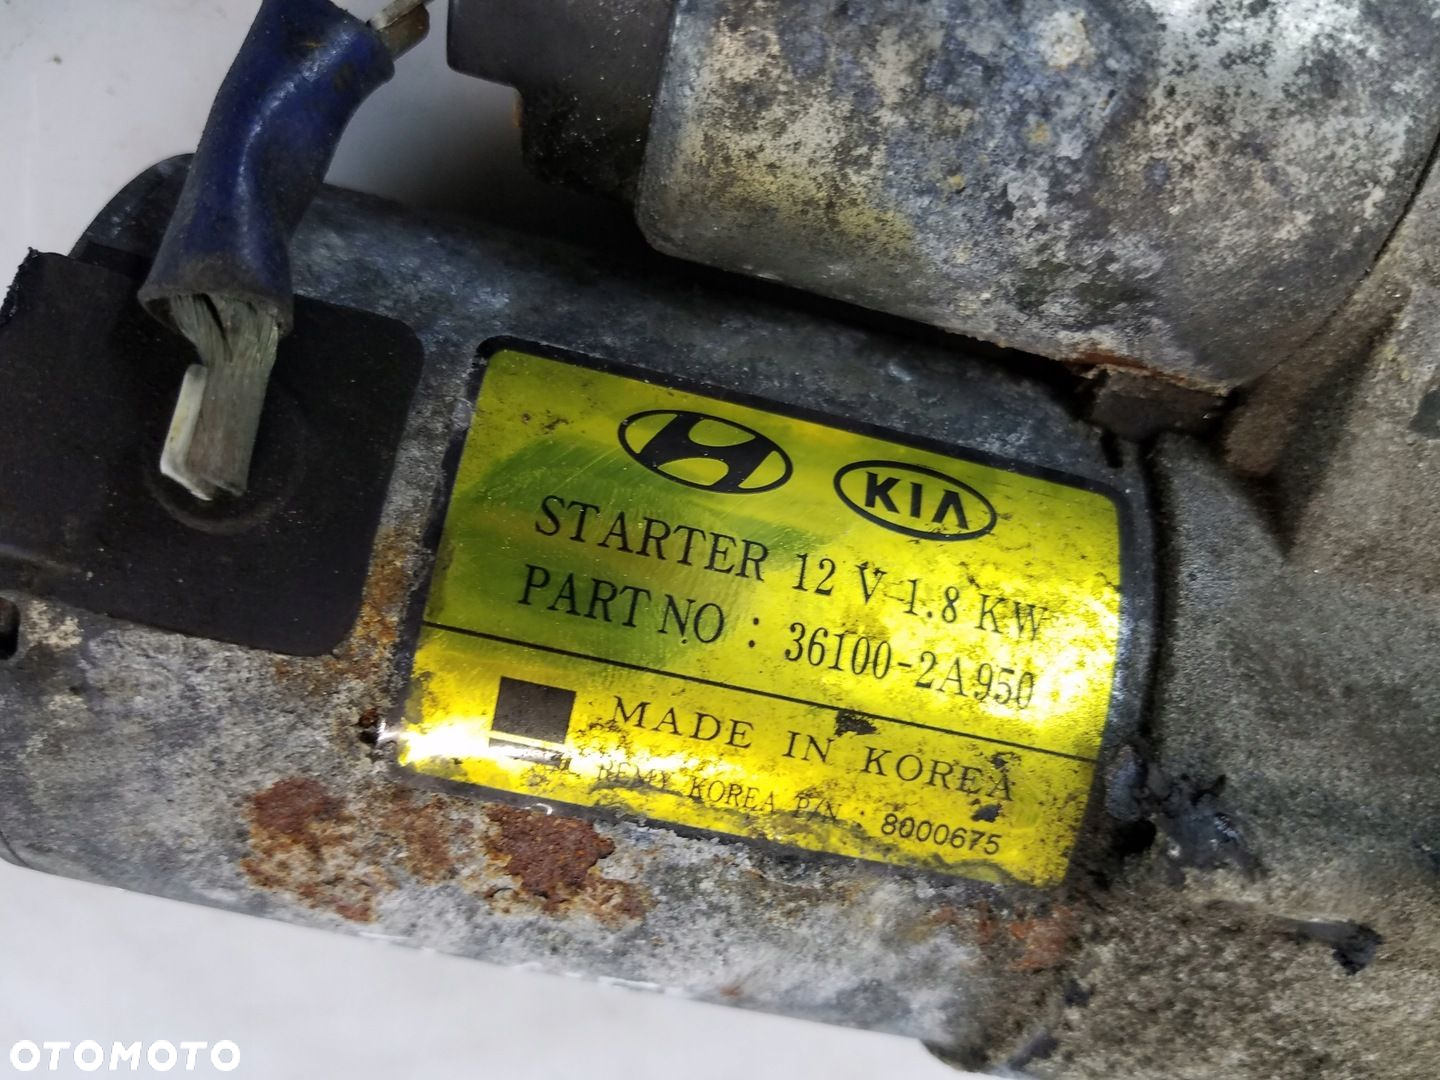 KIA
STARTER 12 V 1.8 KW
PART NO : 36100-2A950
MADE IN KOREA
REMY KOREA P/N : 8000675
OTOMOTO